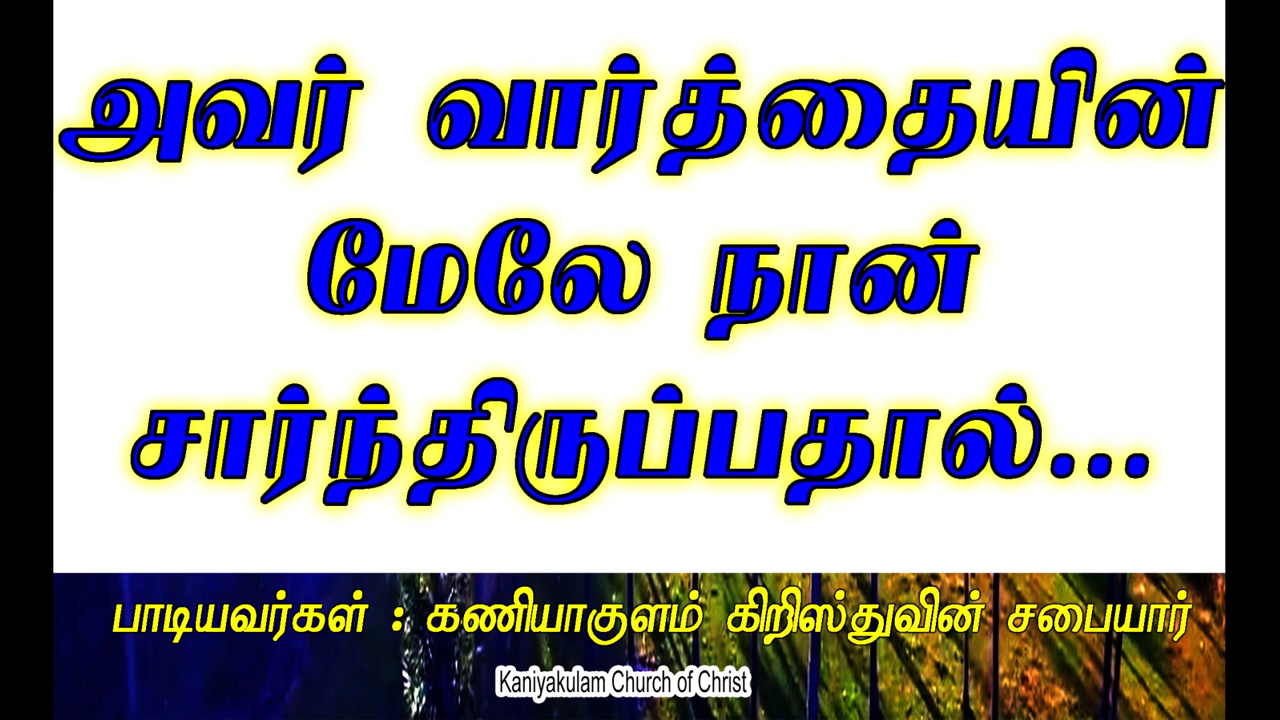 அவர் வார்த்தையின்
மேலே நான்
சார்ந்திருப்பதால்...
பாடியவர்கள் : கணியாகுளம் கிறிஸ்துவின் சபையார்
Kaniyakulam Church of Christ